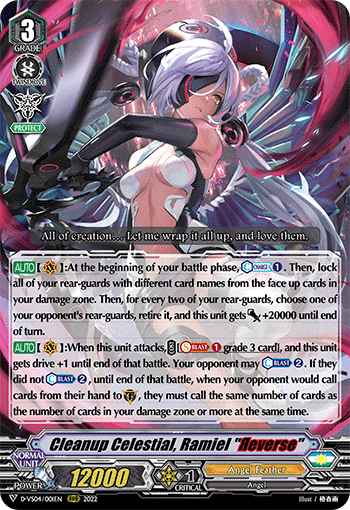 3
GRADE
TWINDRIVE
PROTECT
All of creation... Let me wrap it all up, and love them.
AUTO [ ]:At the beginning of your battle phase, CHARGE 1. Then, lock
all of your rear-guards with different card names from the face up cards in
your damage zone. Then, for every two of your rear-guards, choose one of
your opponent's rear-guards, retire it, and this unit gets +20000 until end
of turn.
AUTO [ ]:When this unit attacks, [ BLAST 1 grade 3 card], and this unit
gets drive +1 until end of that battle. Your opponent may BLAST 2. If they
did not BLAST 2, until end of that battle, when your opponent would call
cards from their hand to , they must call the same number of cards as
the number of cards in your damage zone or more at the same time.
Cleanup Celestial, Ramiel "Reverse"
NORMAL
UNIT
Angel Feather
POWER 12000 1 CRITICAL Angel
D-VS04/001EN 2022 Illust / 椿春雨